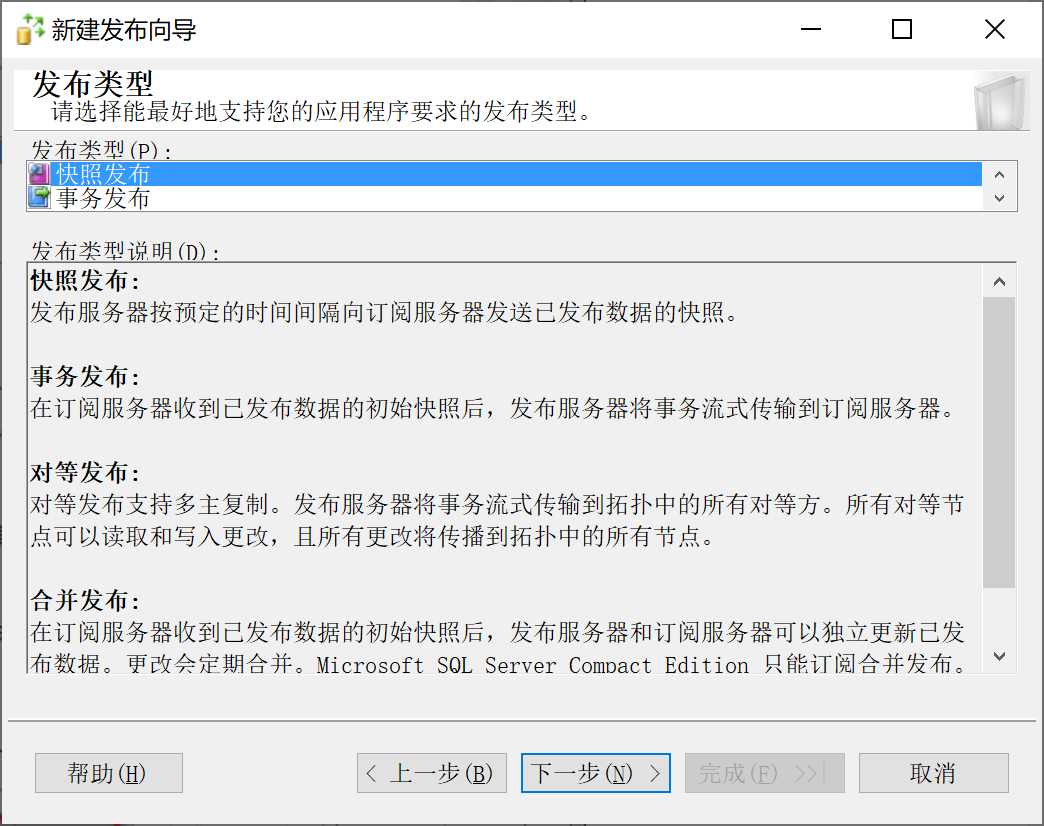 新建发布向导
发布类型
请选择能最好地支持您的应用程序要求的发布类型。
发布类型(P):
快照发布
事务发布
发布类型说明(D):
快照发布:
发布服务器按预定的时间间隔向订阅服务器发送已发布数据的快照。
事务发布:
在订阅服务器收到已发布数据的初始快照后，发布服务器将事务流式传输到订阅服务器。
对等发布:
对等发布支持多主复制。发布服务器将事务流式传输到拓扑中的所有对等方。所有对等节
点可以读取和写入更改，且所有更改将传播到拓扑中的所有节点。
合并发布:
在订阅服务器收到已发布数据的初始快照后，发布服务器和订阅服务器可以独立更新已发
布数据。更改会定期合并。Microsoft SQL Server Compact Edition 只能订阅合并发布。
帮助(H)
< 上一步(B)
下一步(N) >
完成(F) >>|
取消